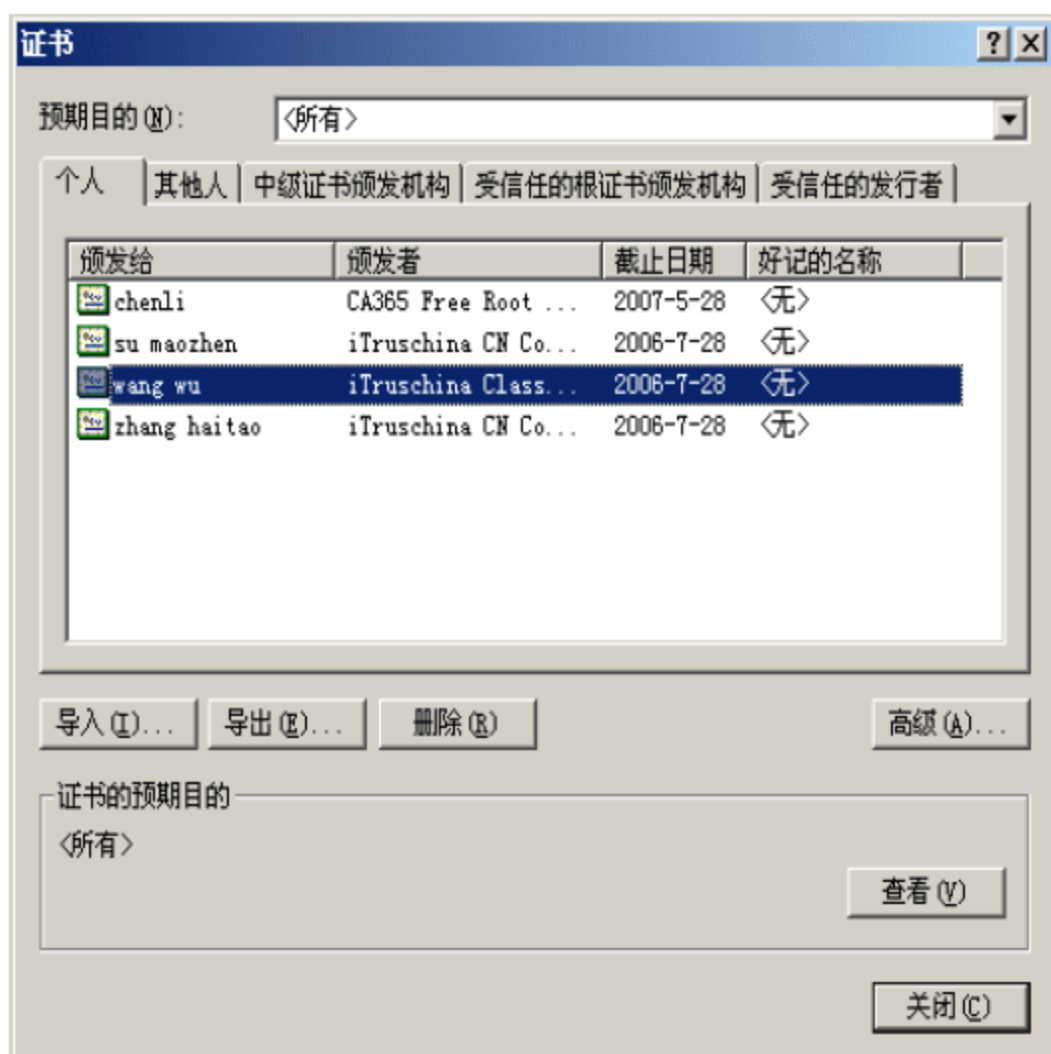 证书
预期目的(N): <所有>
个人 其他人 中级证书颁发机构 受信任的根证书颁发机构 受信任的发行者
颁发给 颁发者 截止日期 好记的名称
chenli CA365 Free Root ... 2007-5-28 <无>
su maozhen iTruschina CN Co... 2006-7-28 <无>
wang wu iTruschina Class... 2006-7-28 <无>
zhang haitao iTruschina CN Co... 2006-7-28 <无>
导入(I)... 导出(E)... 删除(R) 高级(A)...
证书的预期目的
<所有>
查看(V)
关闭(C)